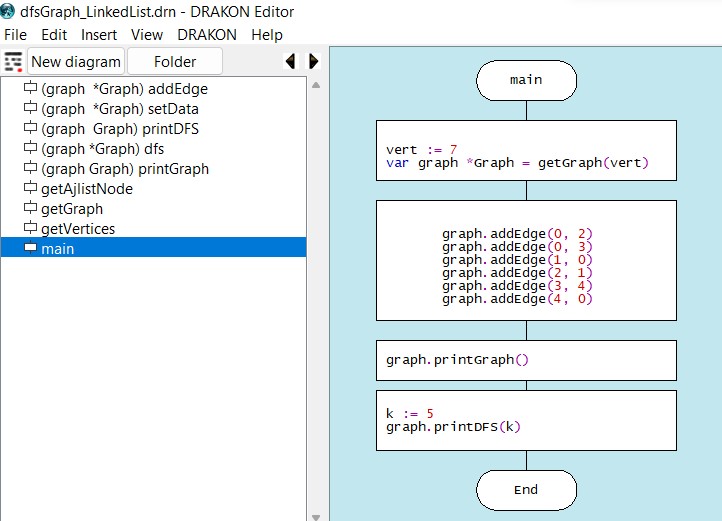 dfsGraph_LinkedList.drn - DRAKON Editor
File Edit Insert View DRAKON Help
New diagram Folder
(graph *Graph) addEdge
(graph *Graph) setData
(graph Graph) printDFS
(graph *Graph) dfs
(graph Graph) printGraph
getAjlistNode
getGraph
getVertices
main
main
vert := 7
var graph *Graph = getGraph(vert)
graph.addEdge(0, 2)
graph.addEdge(0, 3)
graph.addEdge(1, 0)
graph.addEdge(2, 1)
graph.addEdge(3, 4)
graph.addEdge(4, 0)
graph.printGraph()
k := 5
graph.printDFS(k)
End